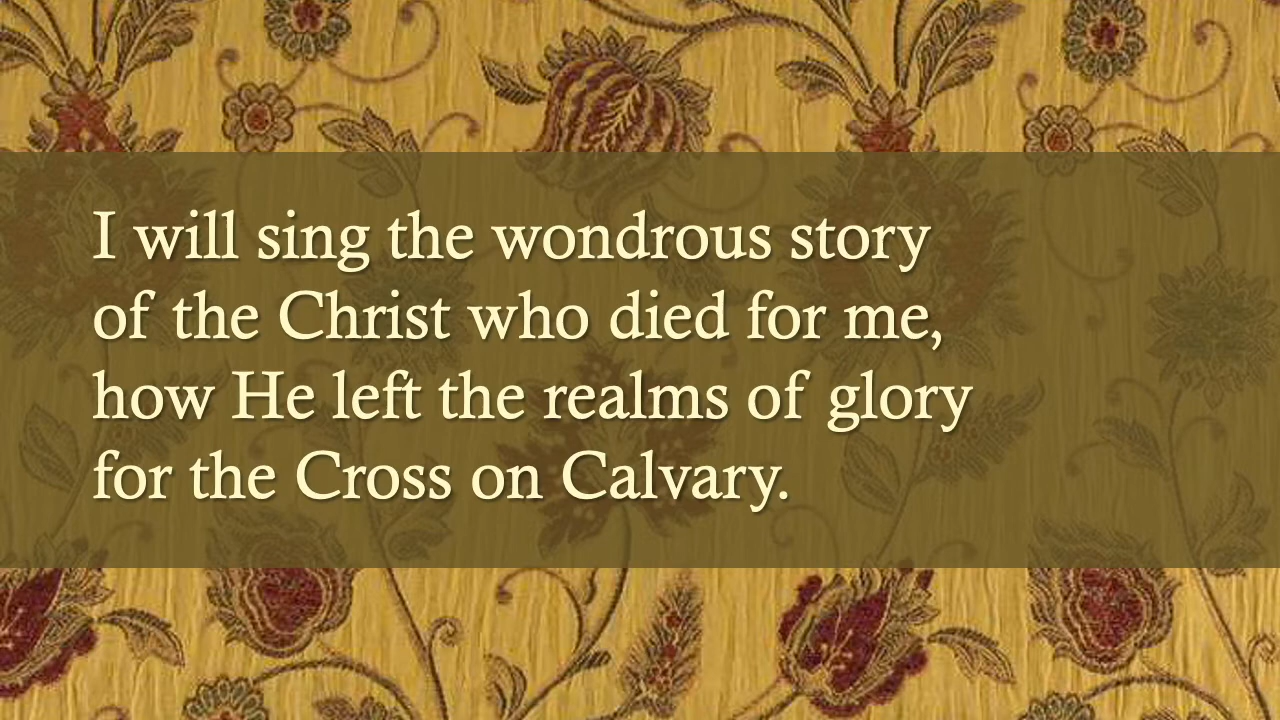 I will sing the wondrous story
of the Christ who died for me,
how He left the realms of glory
for the Cross on Calvary.